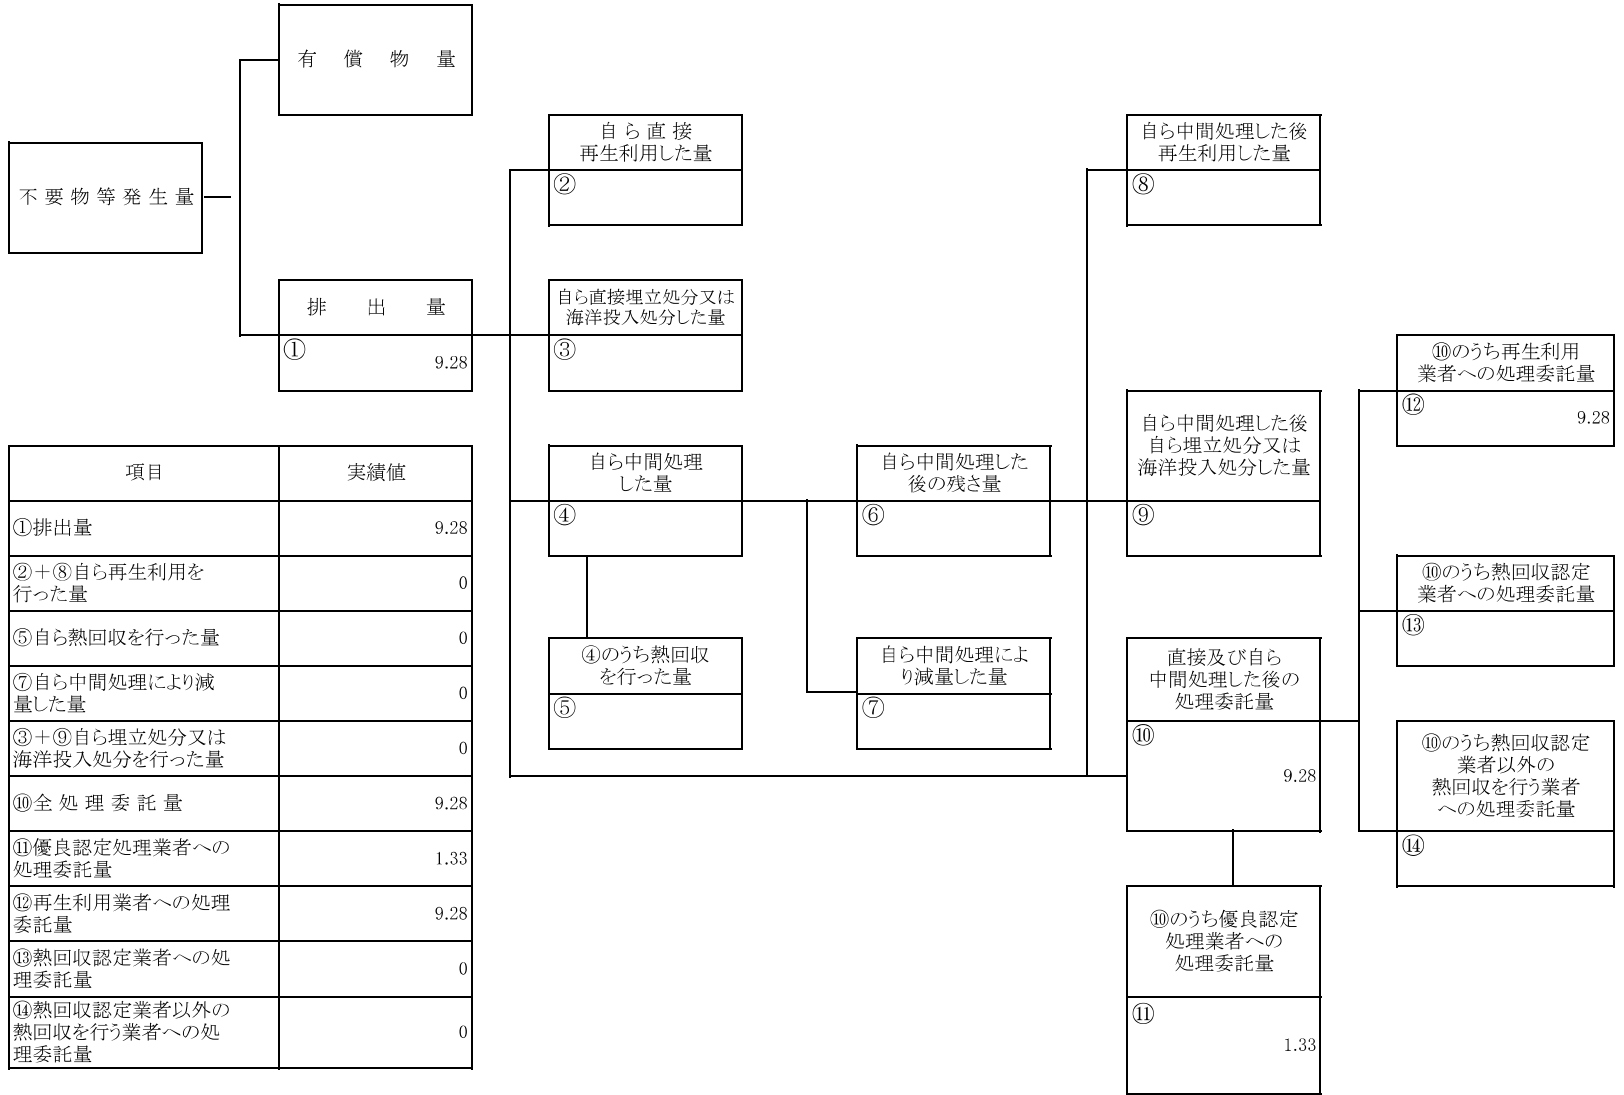 有償物量
不要物等発生量
排出量
①
9.28
自ら直接
再生利用した量
②
自ら直接埋立処分又は
海洋投入処分した量
③
自ら中間処理
した量
④
④のうち熱回収
を行った量
⑤
自ら中間処理した
後の残さ量
⑥
自ら中間処理によ
り減量した量
⑦
自ら中間処理した後
再生利用した量
⑧
自ら中間処理した後
自ら埋立処分又は
海洋投入処分した量
⑨
直接及び自ら
中間処理した後の
処理委託量
⑩
9.28
⑩のうち優良認定
処理業者への
処理委託量
⑪
1.33
⑩のうち再生利用
業者への処理委託量
⑫
9.28
⑩のうち熱回収認定
業者への処理委託量
⑬
⑩のうち熱回収認定
業者以外の
熱回収を行う業者
への処理委託量
⑭
項目 実績値
①排出量 9.28
②＋⑧自ら再生利用を
行った量 0
⑤自ら熱回収を行った量 0
⑦自ら中間処理により減
量した量 0
③＋⑨自ら埋立処分又は
海洋投入処分を行った量 0
⑩全処理委託量 9.28
⑪優良認定処理業者への
処理委託量 1.33
⑫再生利用業者への処理
委託量 9.28
⑬熱回収認定業者への処
理委託量 0
⑭熱回収認定業者以外の
熱回収を行う業者への処
理委託量 0